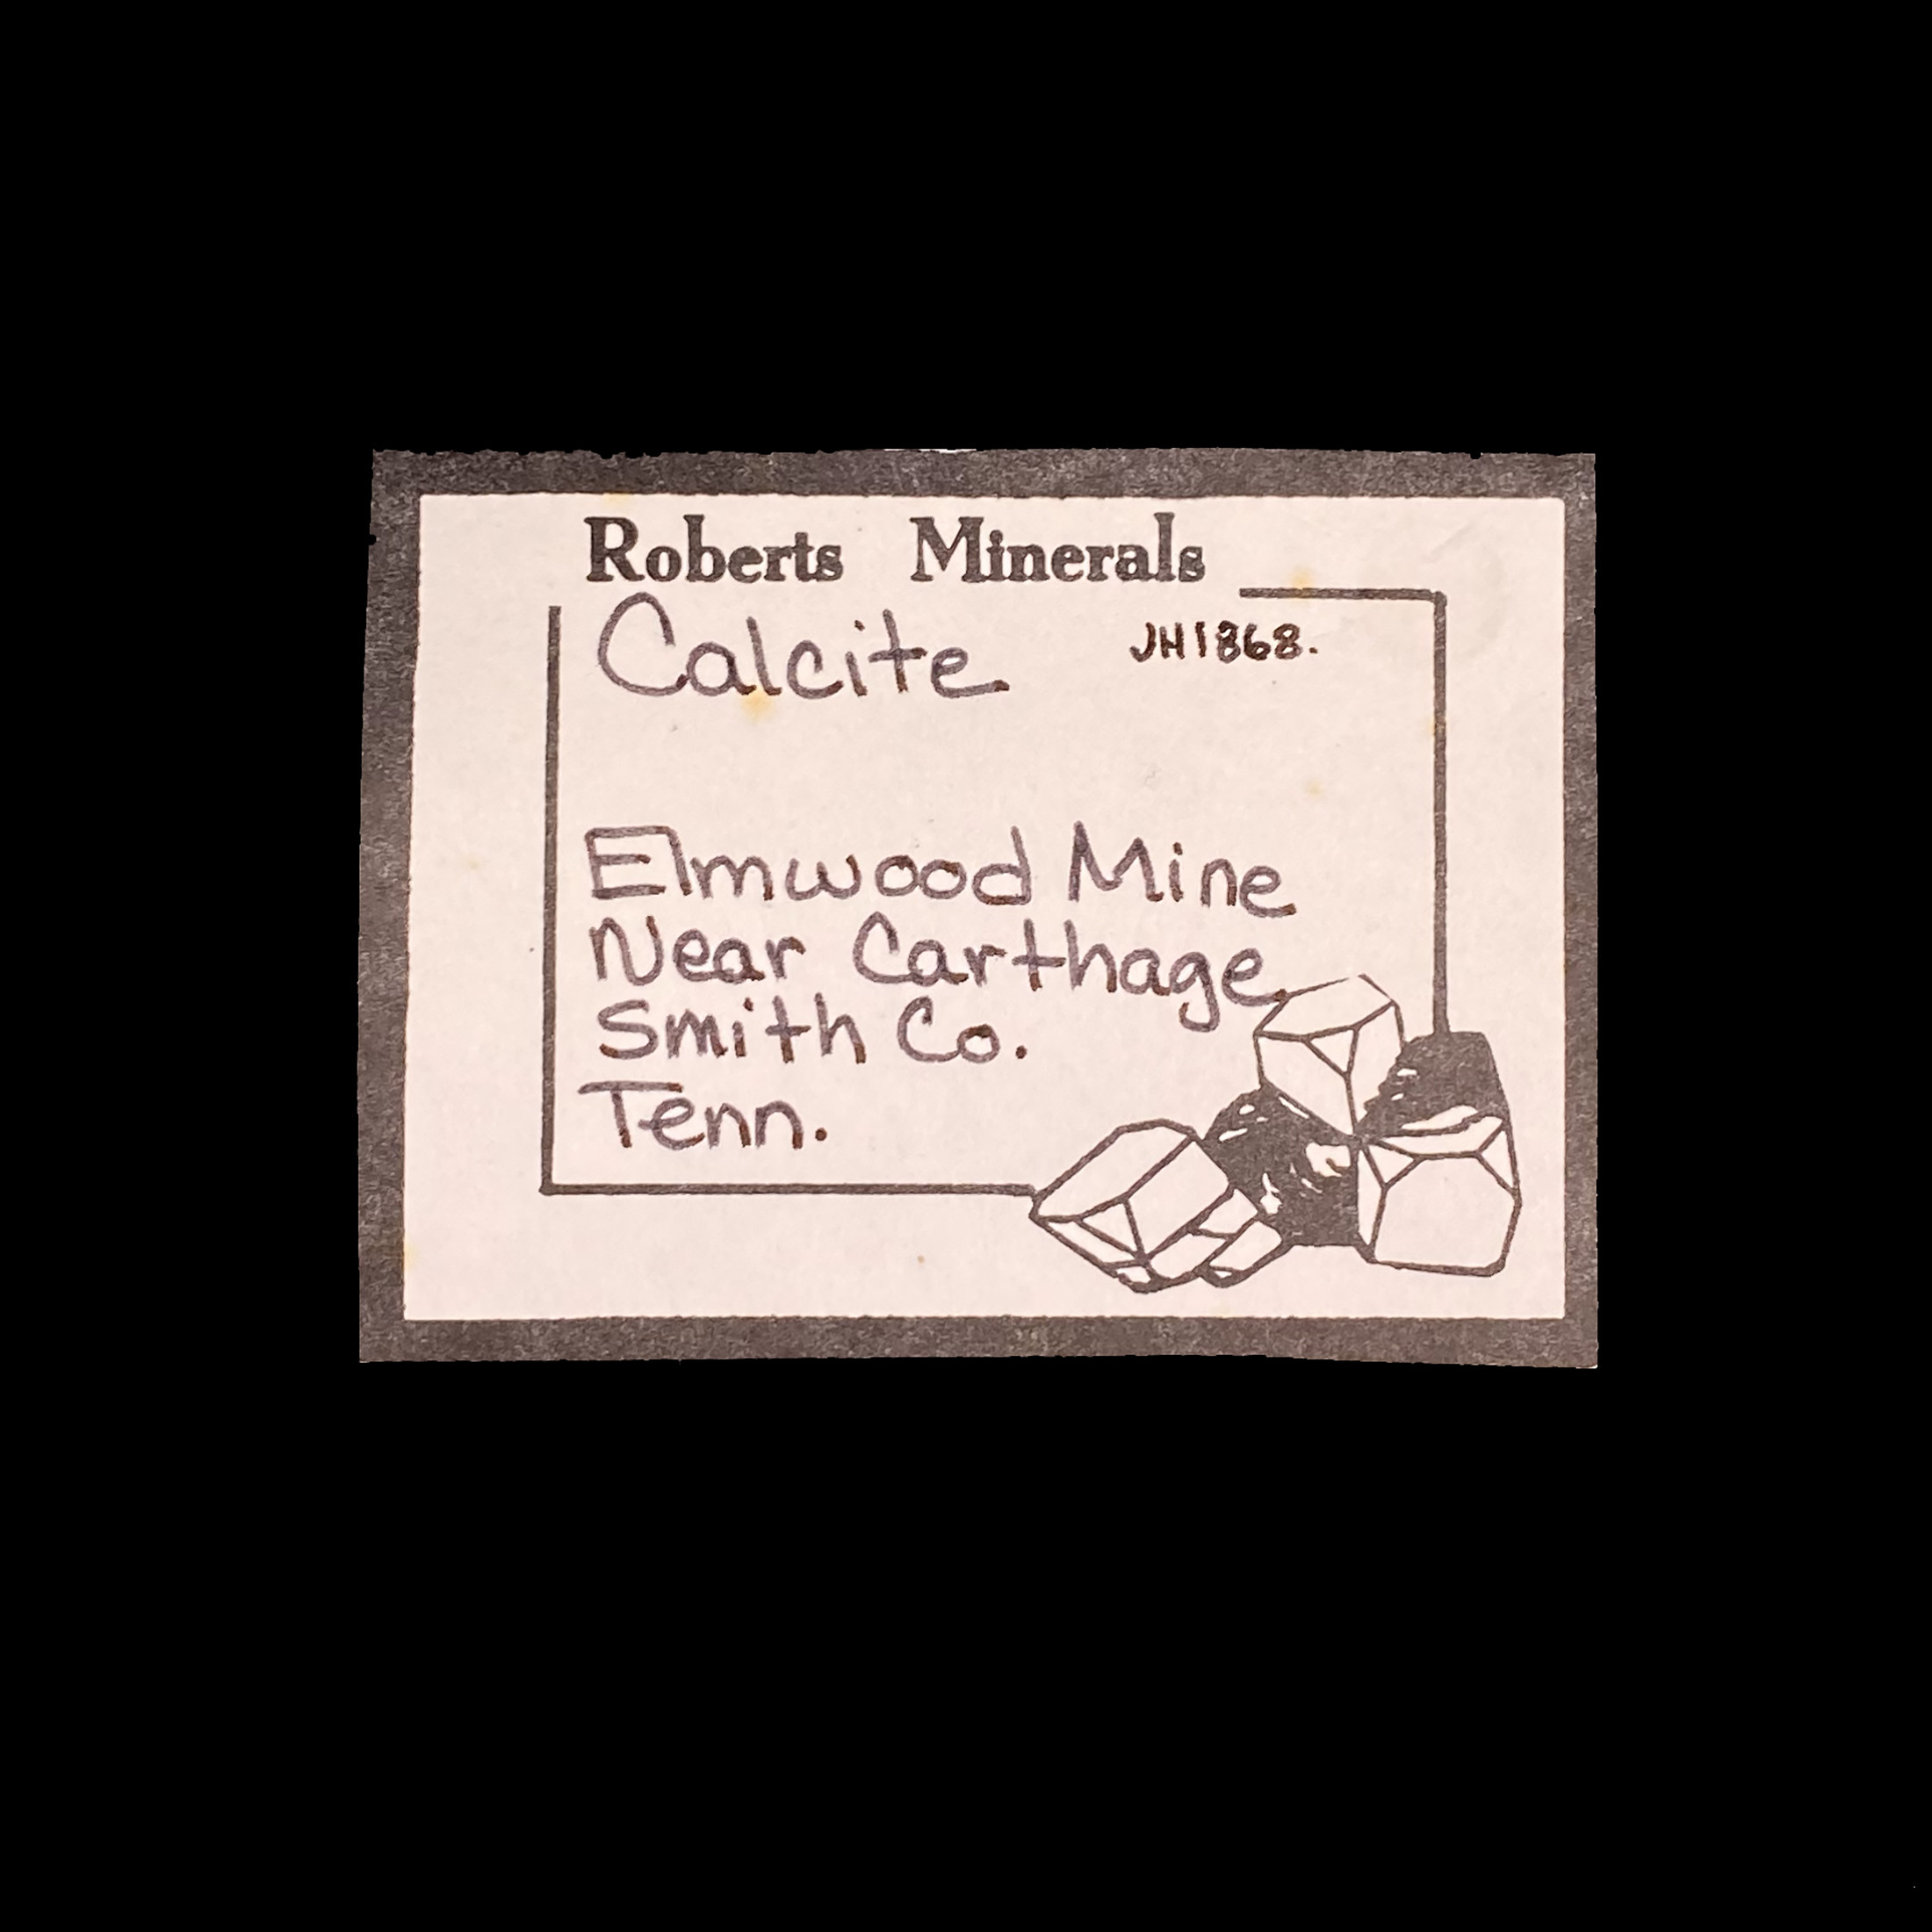 Roberts Minerals
Calcite JH1868.
Elmwood Mine
Near Carthage
Smith Co.
Tenn.